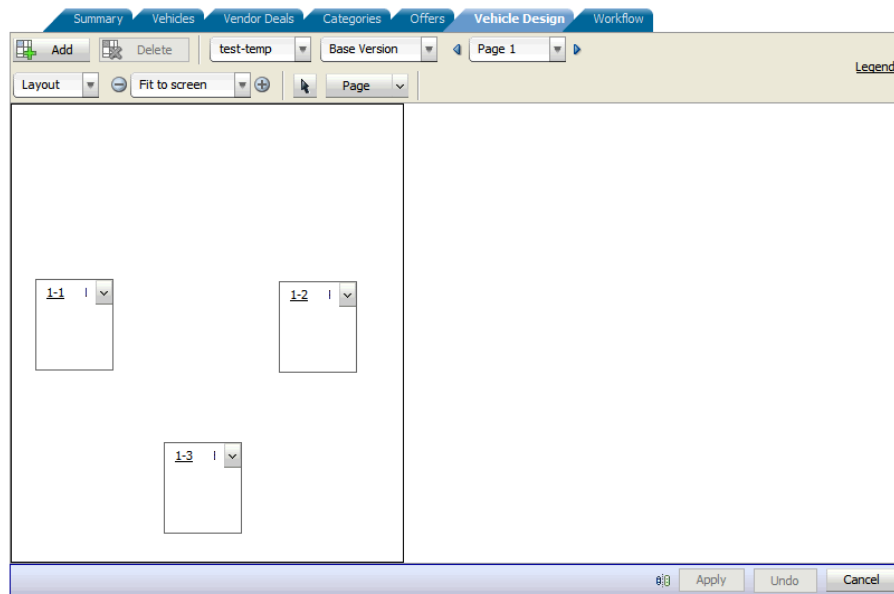 Summary Vehicles Vendor Deals Categories Offers Vehicle Design Workflow
Add Delete test-temp Base Version Page 1
Legend
Layout Fit to screen Page
1-1 I
1-2 I
1-3 I
Apply Undo Cancel